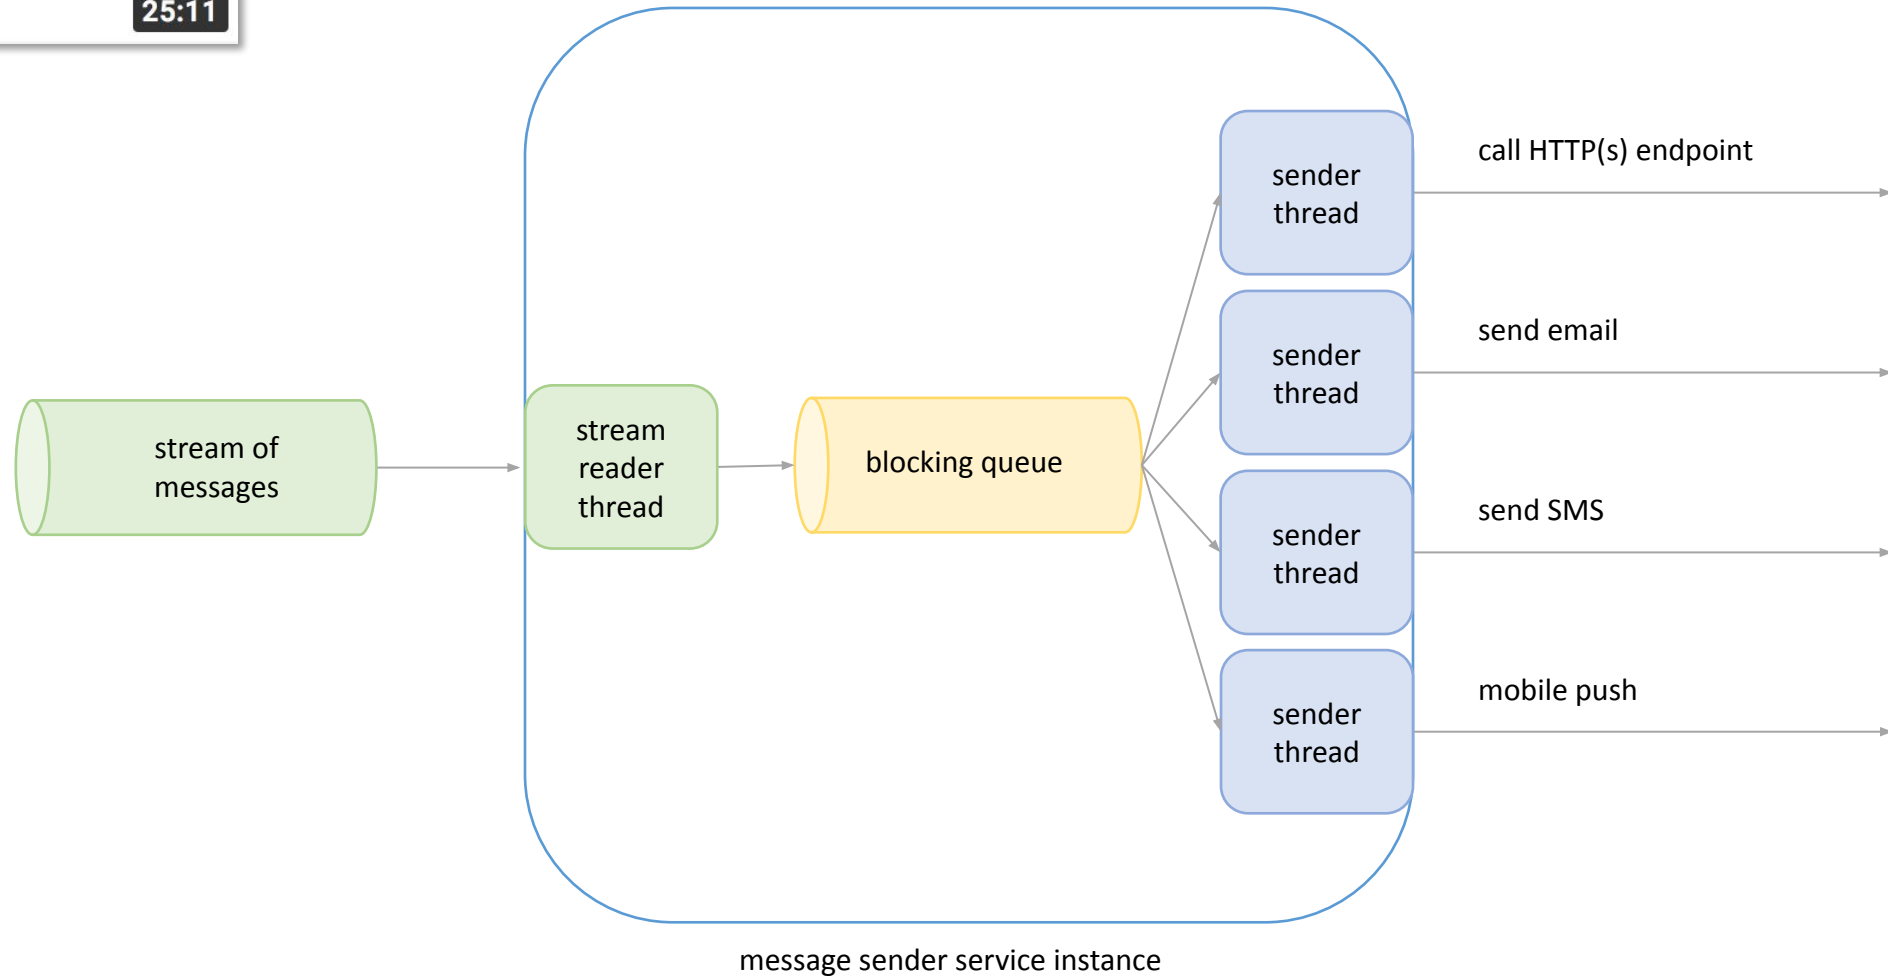 25:11
call HTTP(s) endpoint
sender
thread
send email
sender
thread
stream of
messages
stream
reader
thread
blocking queue
send SMS
sender
thread
mobile push
sender
thread
message sender service instance